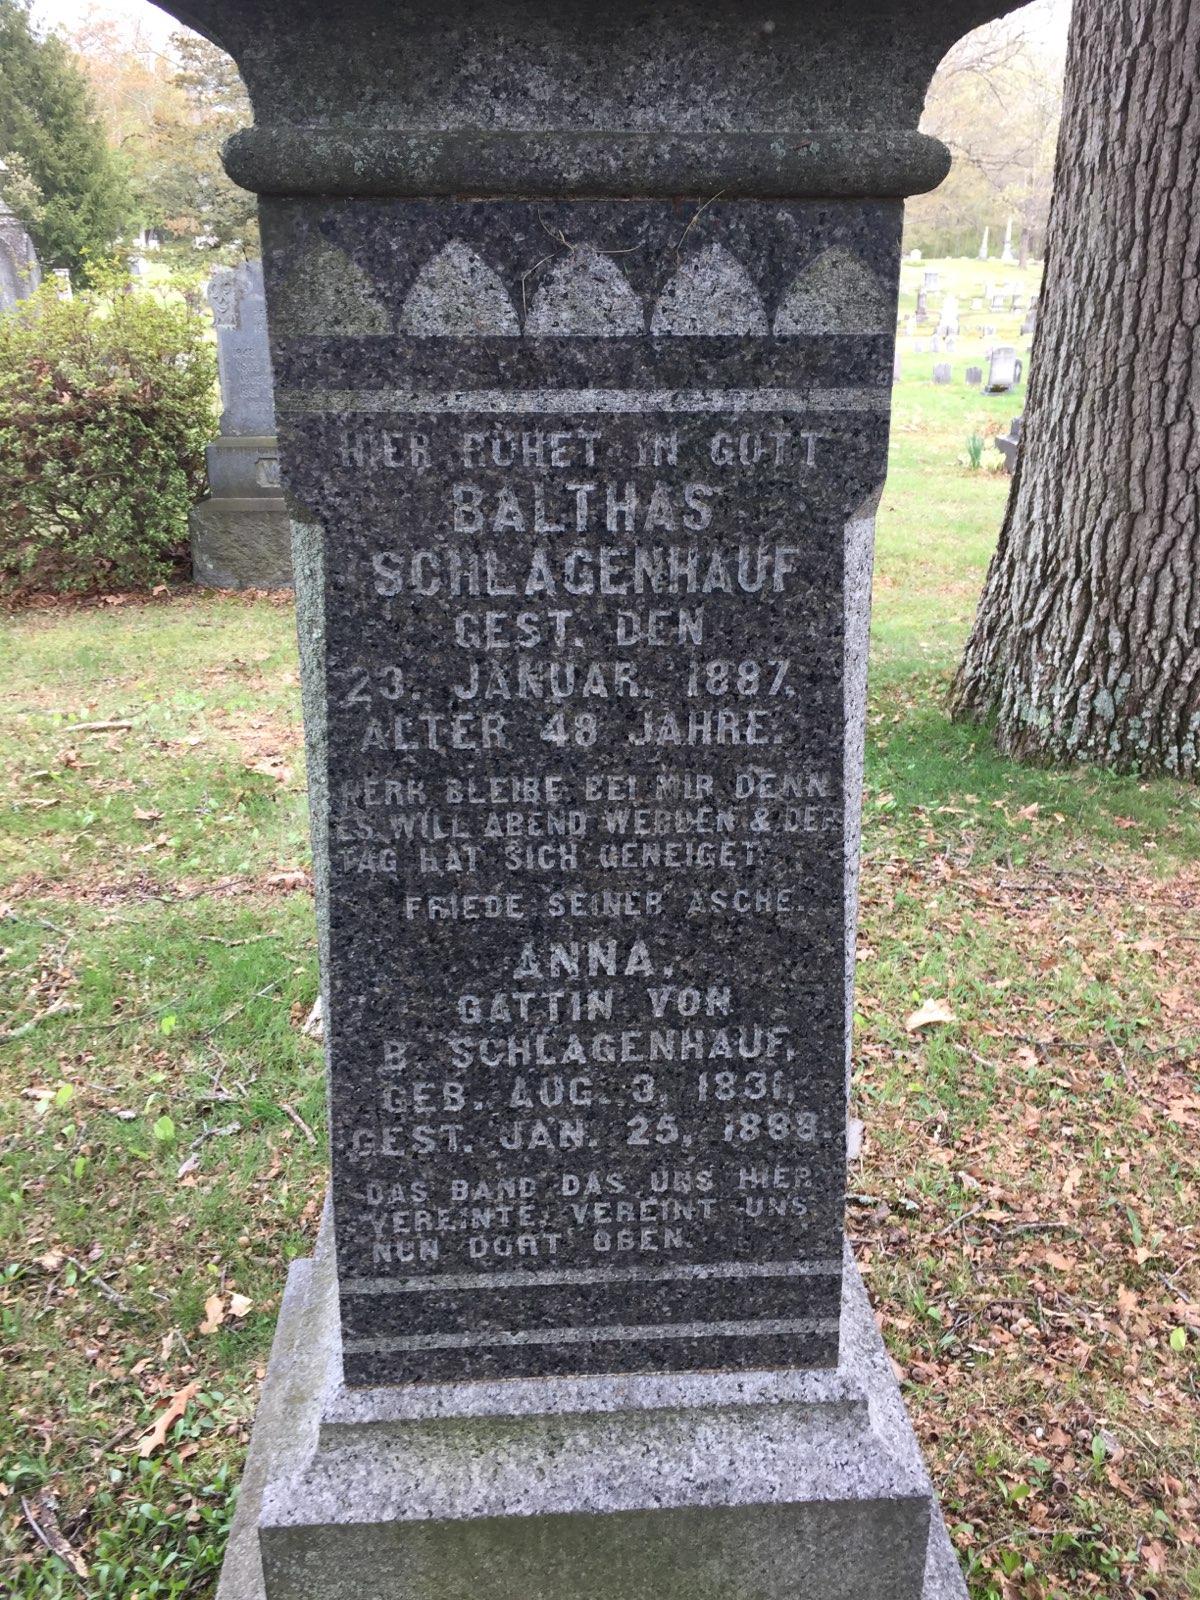 HIER RUHET IN GOTT
BALTHAS
SCHLAGENHAUF
GEST. DEN
23. JANUAR. 1887,
ALTER 48 JAHRE.
HERR BLEIBE BEI MIR DENN
ES WILL ABEND WERDEN & DER
TAG HAT SICH GENEIGET.
FRIEDE SEINER ASCHE.
ANNA,
GATTIN VON
B. SCHLAGENHAUF,
GEB. AUG. 3, 1831,
GEST. JAN. 25,
DAS BAND DAS UNS HIER
VEREINTE, VEREINT UNS
NUN DORT OBEN.